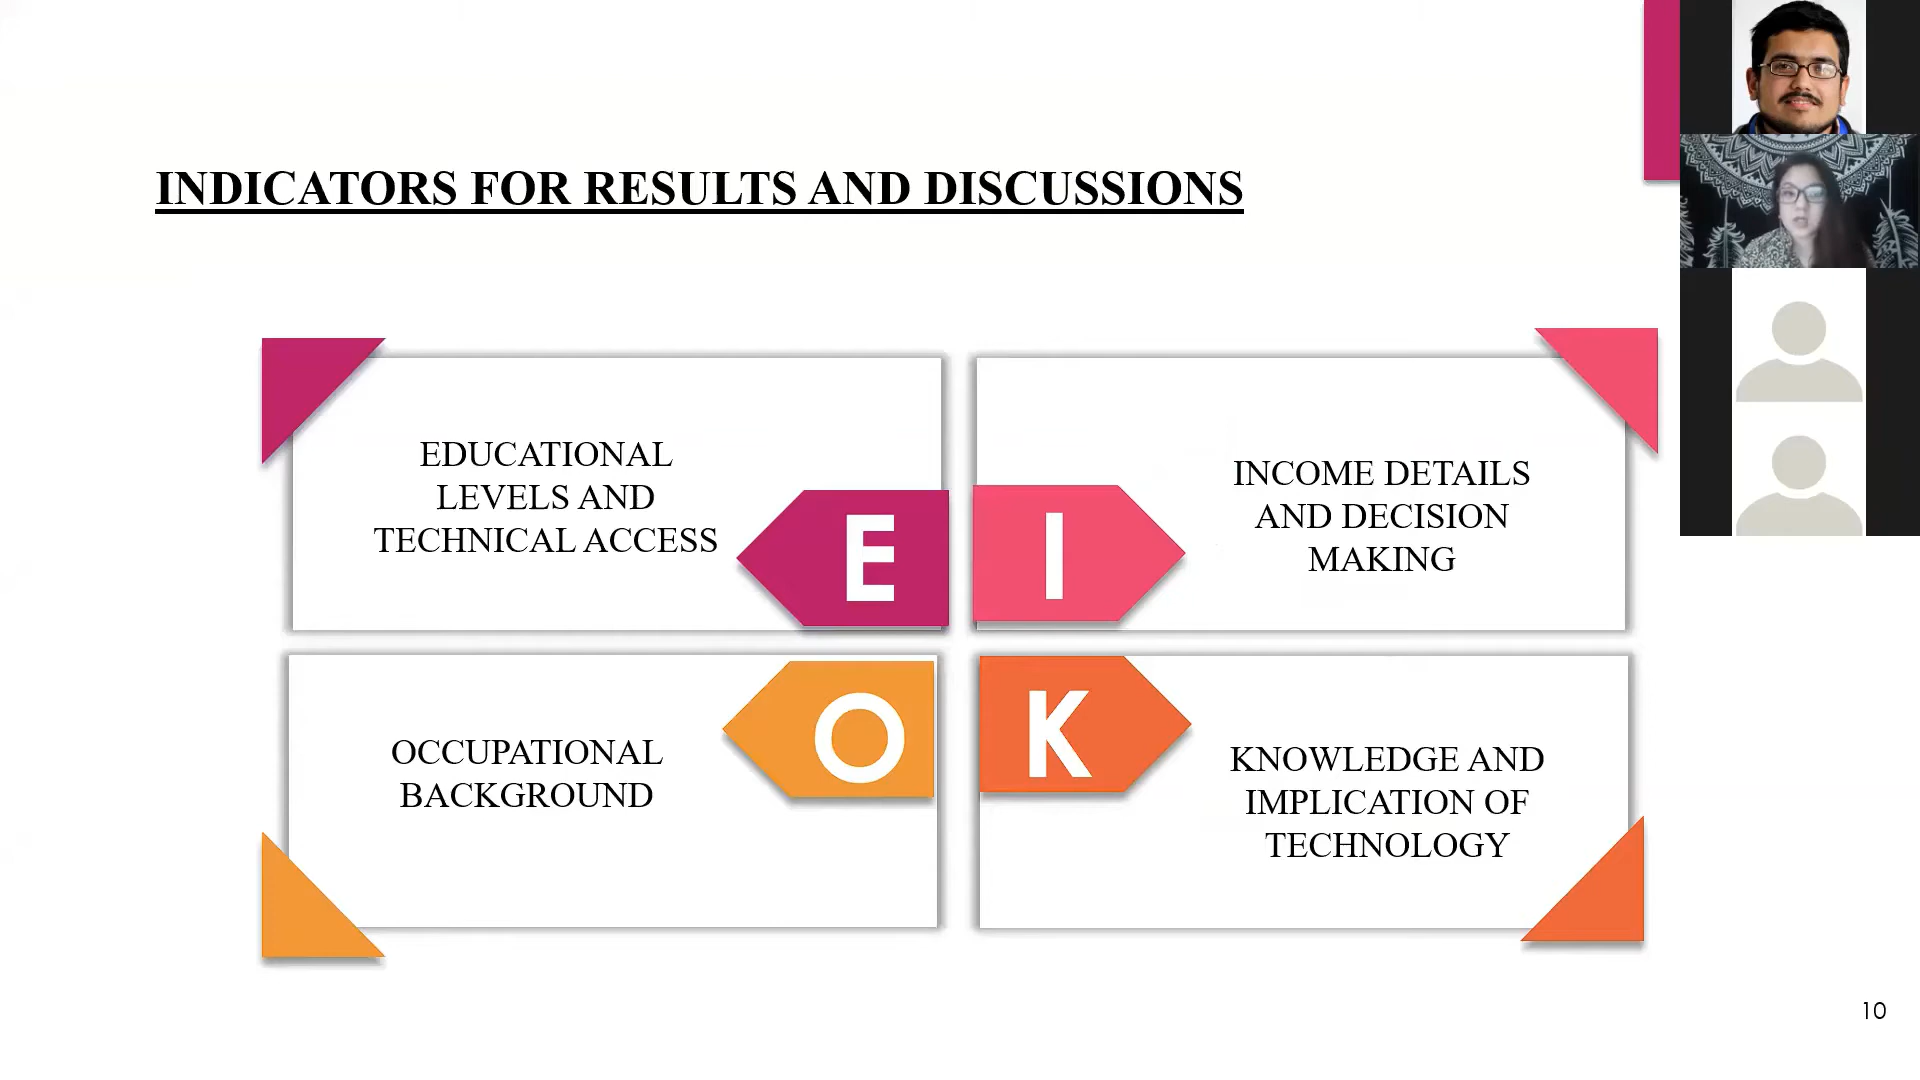 INDICATORS FOR RESULTS AND DISCUSSIONS
EDUCATIONAL
LEVELS AND
TECHNICAL ACCESS
E
I
INCOME DETAILS
AND DECISION
MAKING
OCCUPATIONAL
BACKGROUND
O
K
KNOWLEDGE AND
IMPLICATION OF
TECHNOLOGY
10